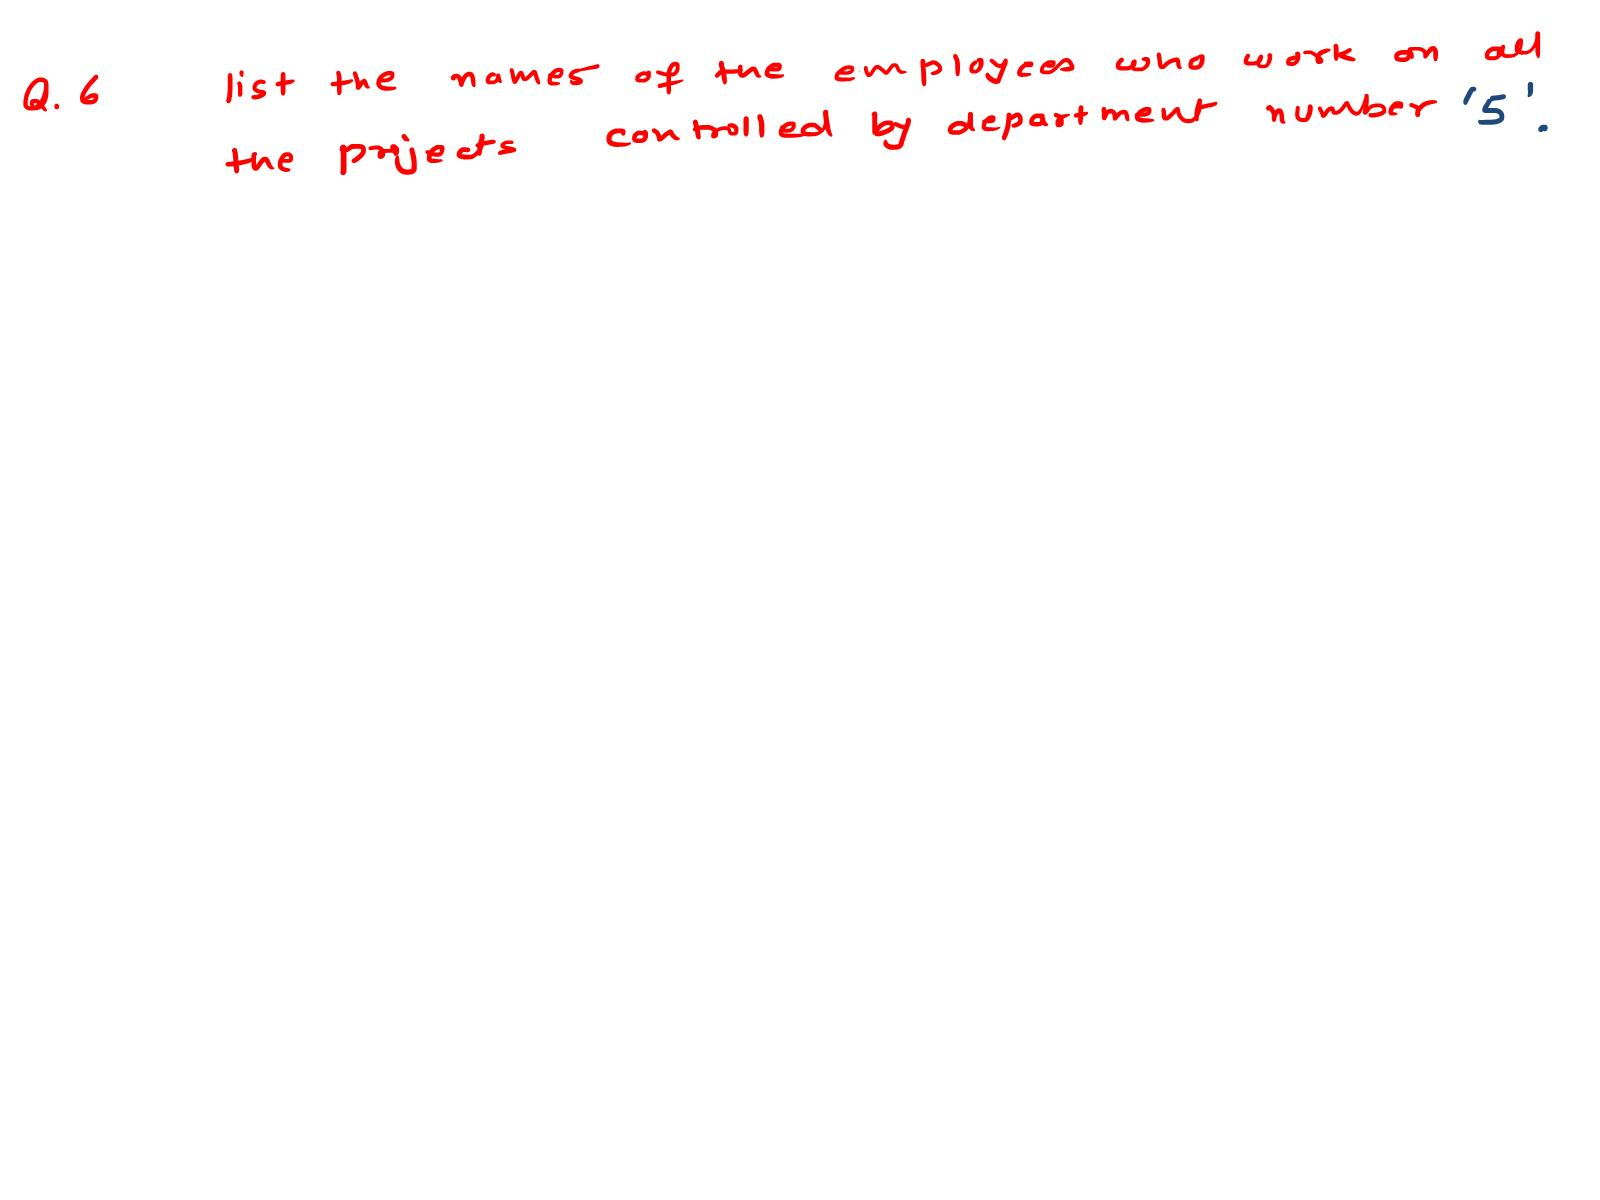 Q. 6 list the names of the employees who work on all
the projects controlled by department number '5'.